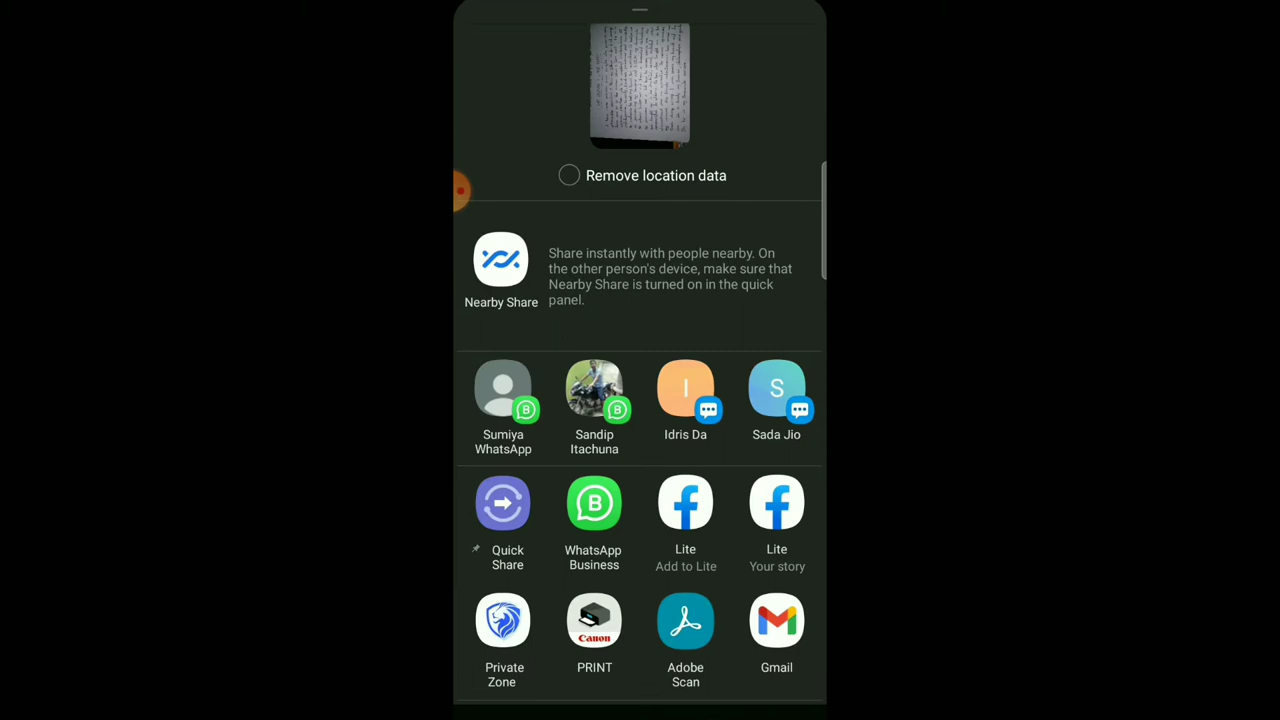 Remove location data
Nearby Share
Share instantly with people nearby. On
the other person's device, make sure that
Nearby Share is turned on in the quick
panel.
Sumiya
WhatsApp
Sandip
Itachuna
Idris Da
Sada Jio
Quick
Share
WhatsApp
Business
Lite
Add to Lite
Lite
Your story
Private
Zone
Canon
PRINT
Adobe
Scan
Gmail